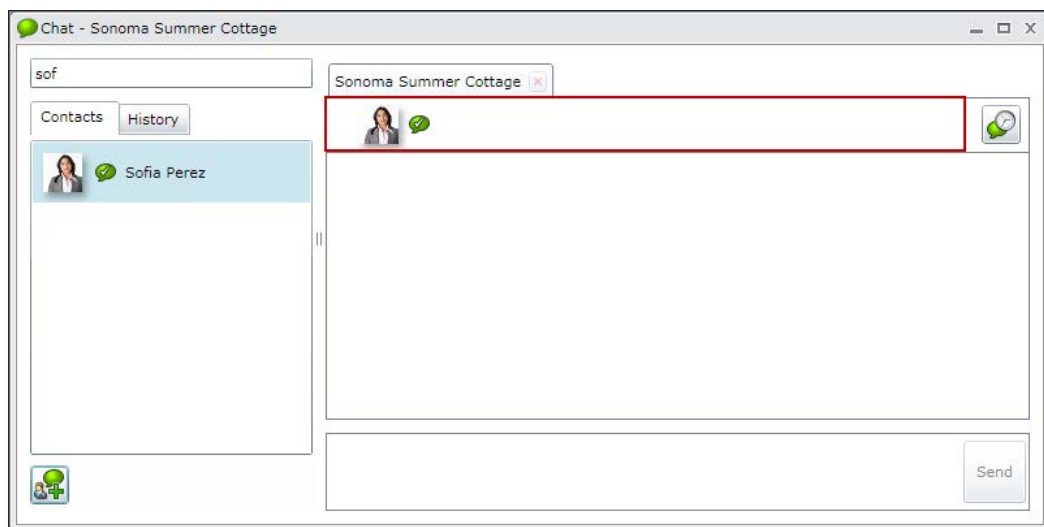 Chat - Sonoma Summer Cottage
sof
Contacts
History
Sofia Perez
Sonoma Summer Cottage
Send